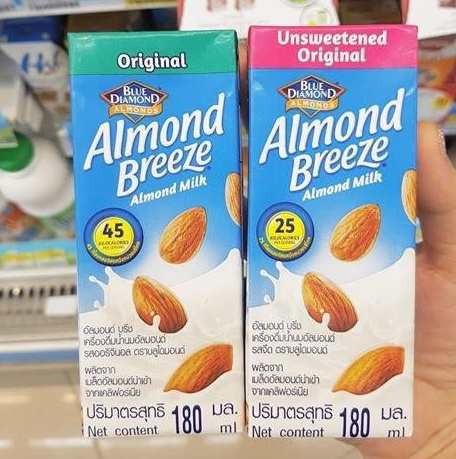 Original
BLUE
DIAMOND
ALMONDS
Almond
Breeze
Almond Milk
45
KILOCALORIES
PER SERVING
อัลมอนด์ บรีซ
เครื่องดื่มน้ำนมอัลมอนด์
รสออริจินอล ตราบลูไดมอนด์
ผลิตจาก
เมล็ดอัลมอนด์นำเข้า
จากแคลิฟอร์เนีย
ปริมาตรสุทธิ 180 มล.
Net content ml
Unsweetened
Original
BLUE
DIAMOND
ALMONDS
Almond
Breeze
Almond Milk
25
KILOCALORIES
PER SERVING
อัลมอนด์ บรีซ
เครื่องดื่มน้ำนมอัลมอนด์
รสจืด ตราบลูไดมอนด์
ผลิตจาก
เมล็ดอัลมอนด์นำเข้า
จากแคลิฟอร์เนีย
ปริมาตรสุทธิ 180 มล.
Net content ml